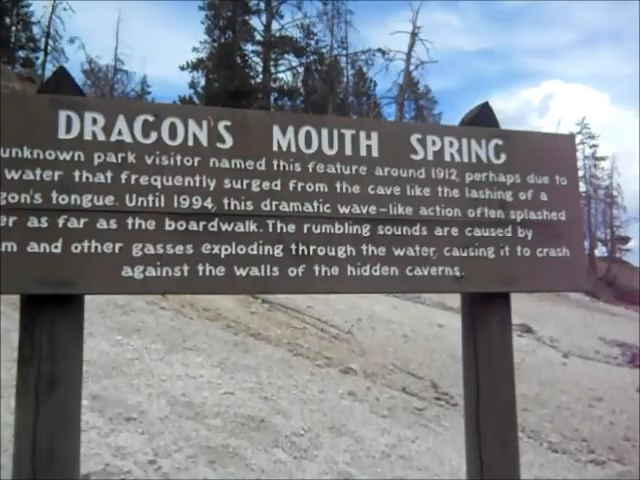 DRAGON'S MOUTH SPRING
unknown park visitor named this feature around 1912, perhaps due to
water that frequently surged from the cave like the lashing of a
gon's tongue. Until 1994, this dramatic wave-like action often splashed
er as far as the boardwalk. The rumbling sounds are caused by
m and other gasses exploding through the water, causing it to crash
against the walls of the hidden caverns.